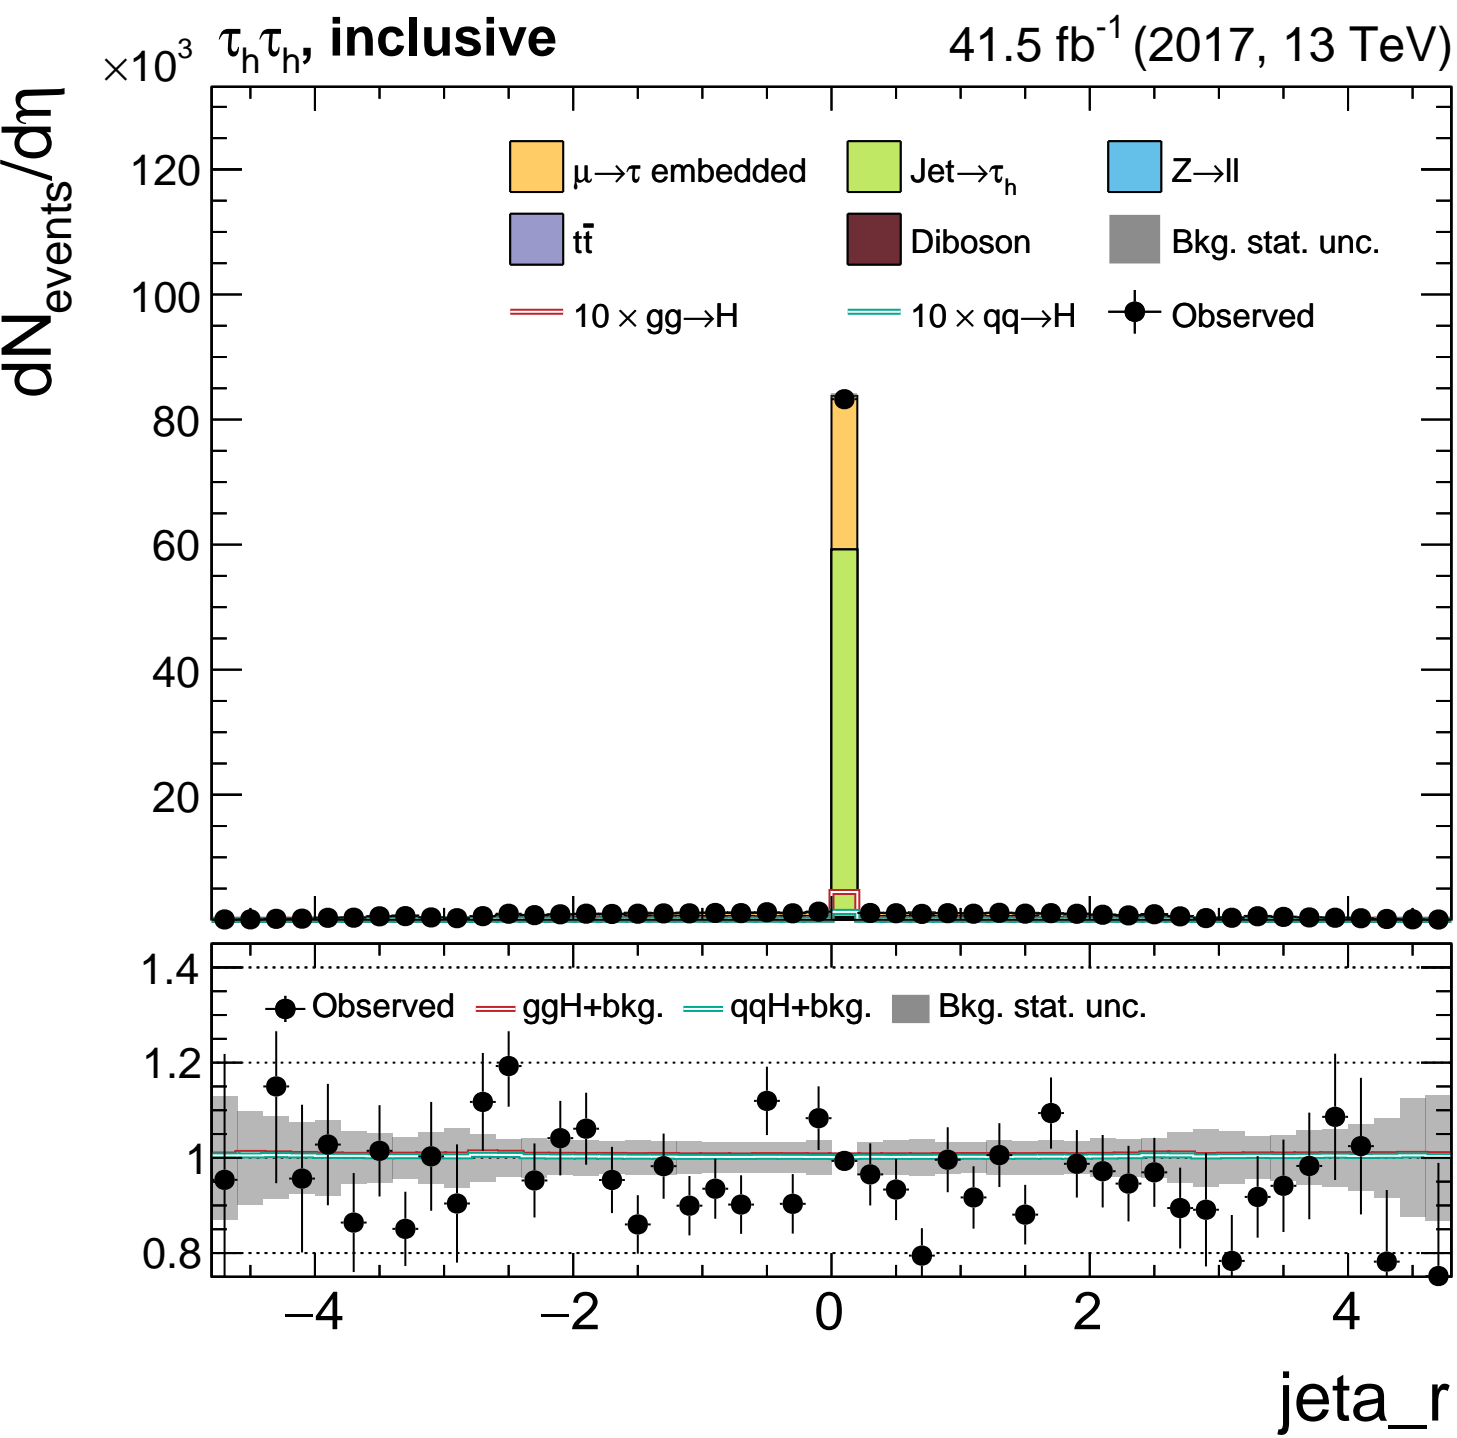 ×10³ τₕτₕ, inclusive 41.5 fb⁻¹ (2017, 13 TeV)
dN_events/dη
120
100
80
60
40
20
μ→τ embedded Jet→τₕ Z→ll
tt̄ Diboson Bkg. stat. unc.
10 × gg→H 10 × qq→H Observed
1.4
1.2
1
0.8
Observed ggH+bkg. qqH+bkg. Bkg. stat. unc.
−4 −2 0 2 4
jeta_r